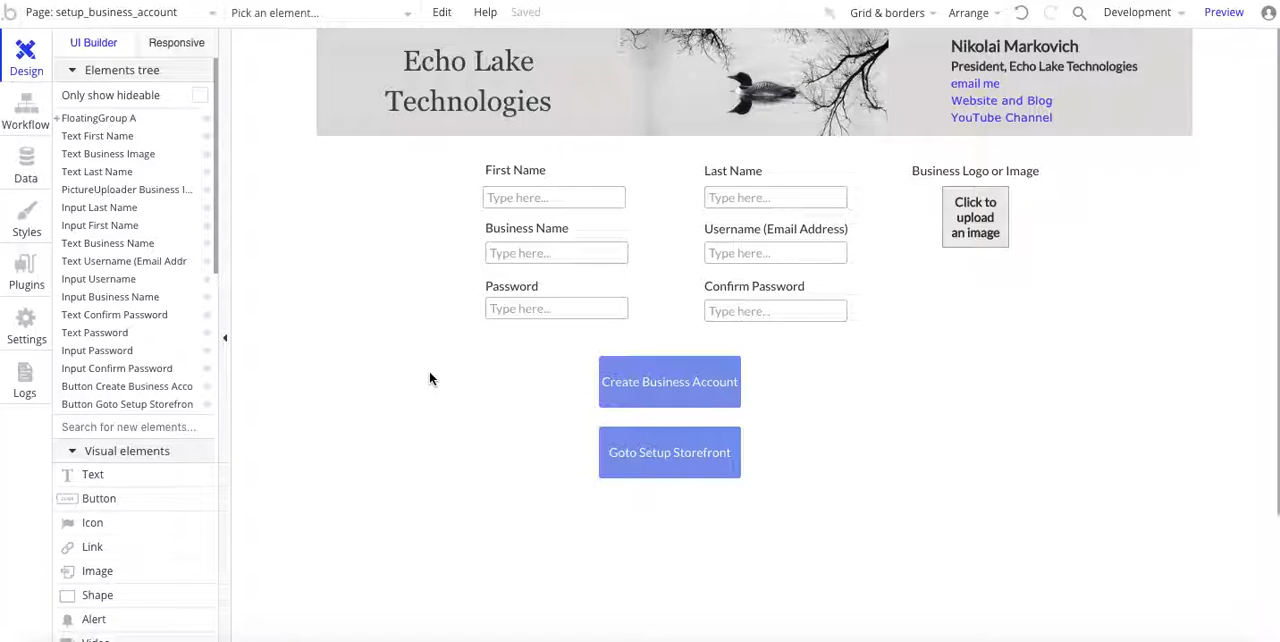 b Page: setup_business_account Pick an element... Edit Help Saved Grid & borders Arrange Development Preview
Design
Workflow
Data
Styles
Plugins
Settings
Logs
UI Builder Responsive
Elements tree
Only show hideable
+FloatingGroup A
Text First Name
Text Business Image
Text Last Name
PictureUploader Business I...
Input Last Name
Input First Name
Text Business Name
Text Username (Email Addr
Input Username
Input Business Name
Text Confirm Password
Text Password
Input Password
Input Confirm Password
Button Create Business Acco
Button Goto Setup Storefron
Search for new elements...
Visual elements
Text
Button
Icon
Link
Image
Shape
Alert
Echo Lake
Technologies
Nikolai Markovich
President, Echo Lake Technologies
email me
Website and Blog
YouTube Channel
First Name Last Name Business Logo or Image
Type here... Type here...
Click to
upload
an image
Business Name Username (Email Address)
Type here... Type here...
Password Confirm Password
Type here... Type here...
Create Business Account
Goto Setup Storefront